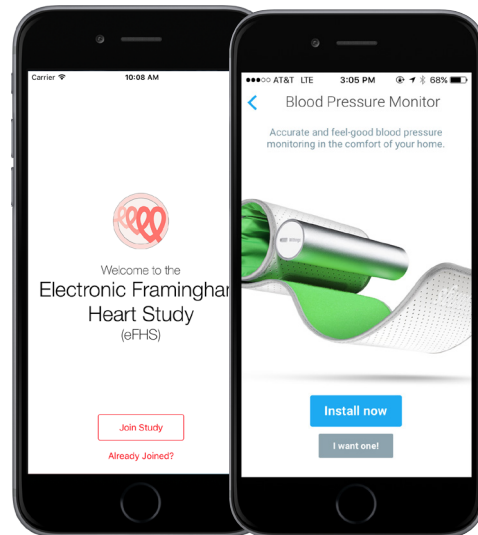 Carrier
10:08 AM
Welcome to the
Electronic Framingham
Heart Study
(eFHS)
Join Study
Already Joined?
AT&T LTE
3:05 PM
68%
Blood Pressure Monitor
Accurate and feel-good blood pressure
monitoring in the comfort of your home.
Install now
I want one!